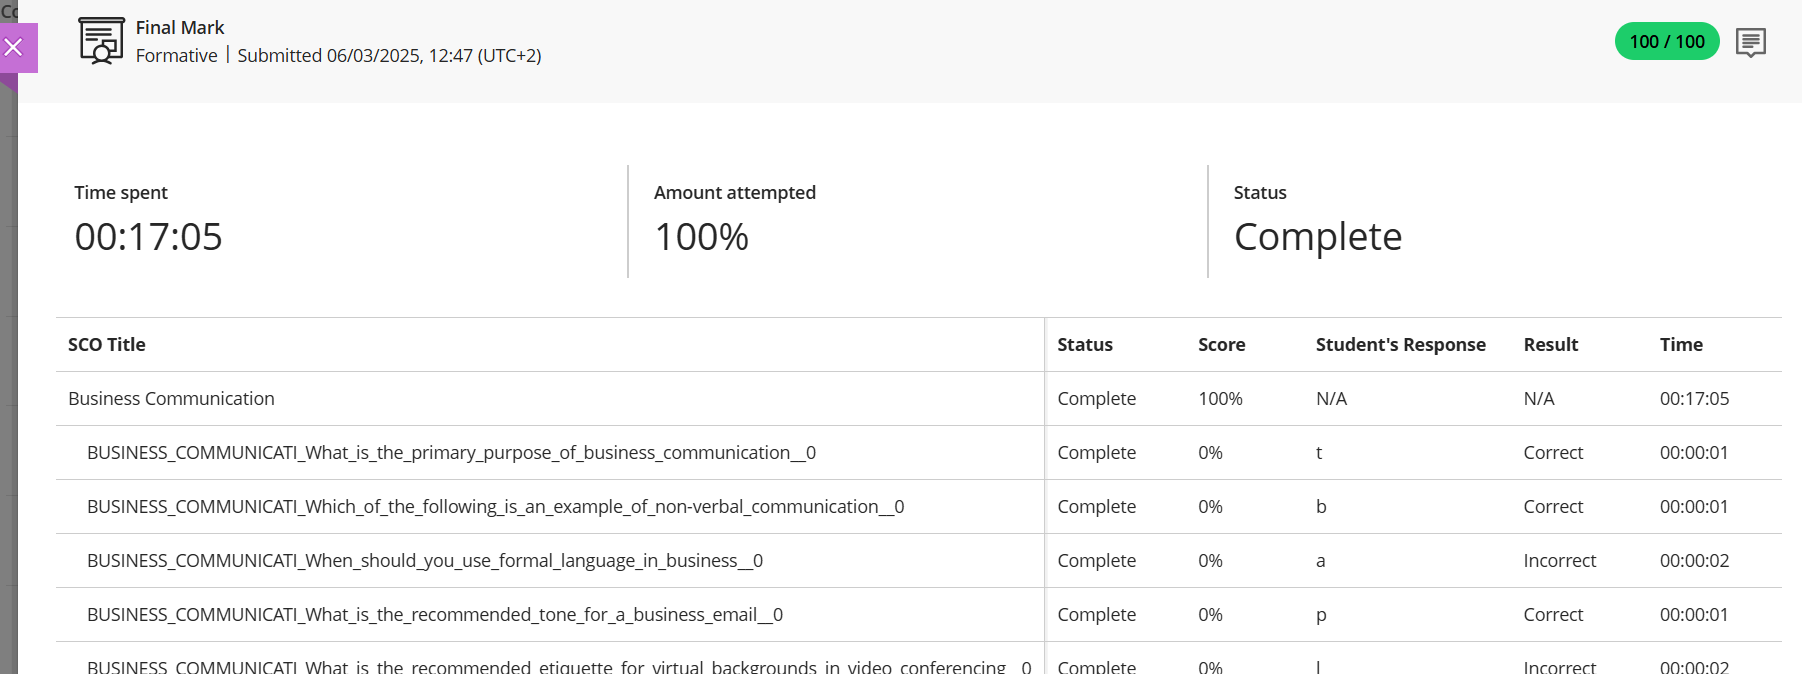 Co
Final Mark
Formative | Submitted 06/03/2025, 12:47 (UTC+2)
100 / 100
Time spent
00:17:05
Amount attempted
100%
Status
Complete
SCO Title Status Score Student's Response Result Time
Business Communication Complete 100% N/A N/A 00:17:05
BUSINESS_COMMUNICATI_What_is_the_primary_purpose_of_business_communication__0 Complete 0% t Correct 00:00:01
BUSINESS_COMMUNICATI_Which_of_the_following_is_an_example_of_non-verbal_communication__0 Complete 0% b Correct 00:00:01
BUSINESS_COMMUNICATI_When_should_you_use_formal_language_in_business__0 Complete 0% a Incorrect 00:00:02
BUSINESS_COMMUNICATI_What_is_the_recommended_tone_for_a_business_email__0 Complete 0% p Correct 00:00:01
BUSINESS_COMMUNICATI_What_is_the_recommended_etiquette_for_virtual_backgrounds_in_video_conferencing__0 Complete 0% l Incorrect 00:00:02